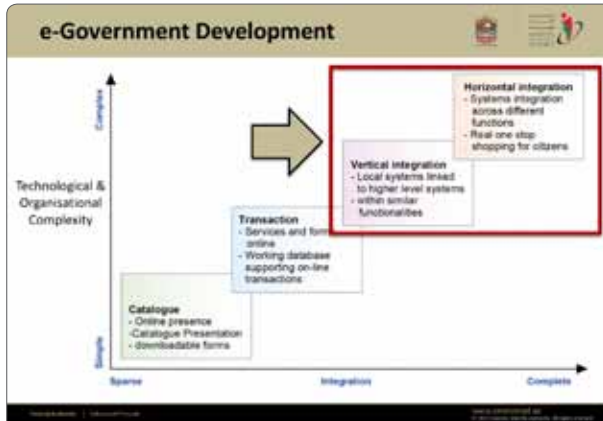 e-Government Development
Complex
Technological &
Organisational
Complexity
Simple
Horizontal integration
- Systems integration
across different
functions
- Real one stop
shopping for citizens
Vertical integration
- Local systems linked
to higher level systems
- within similar
functionalities
Transaction
- Services and forms
online
- Working database
supporting on-line
transactions
Catalogue
- Online presence
-Catalogue Presentation
- downloadable forms
Sparse
Integration
Complete